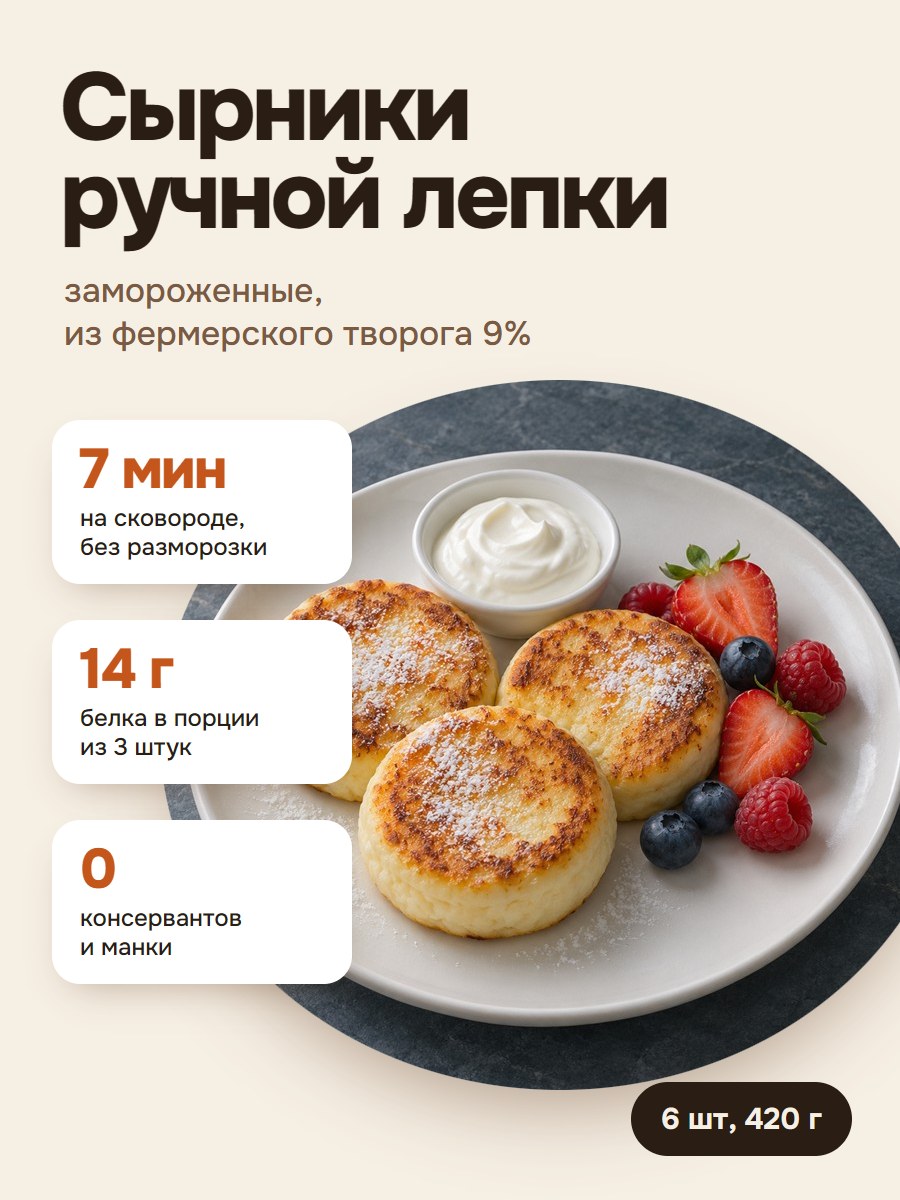 Сырники
ручной лепки
замороженные,
из фермерского творога 9%
7 мин
на сковороде,
без разморозки
14 г
белка в порции
из 3 штук
0
консервантов
и манки
6 шт, 420 г